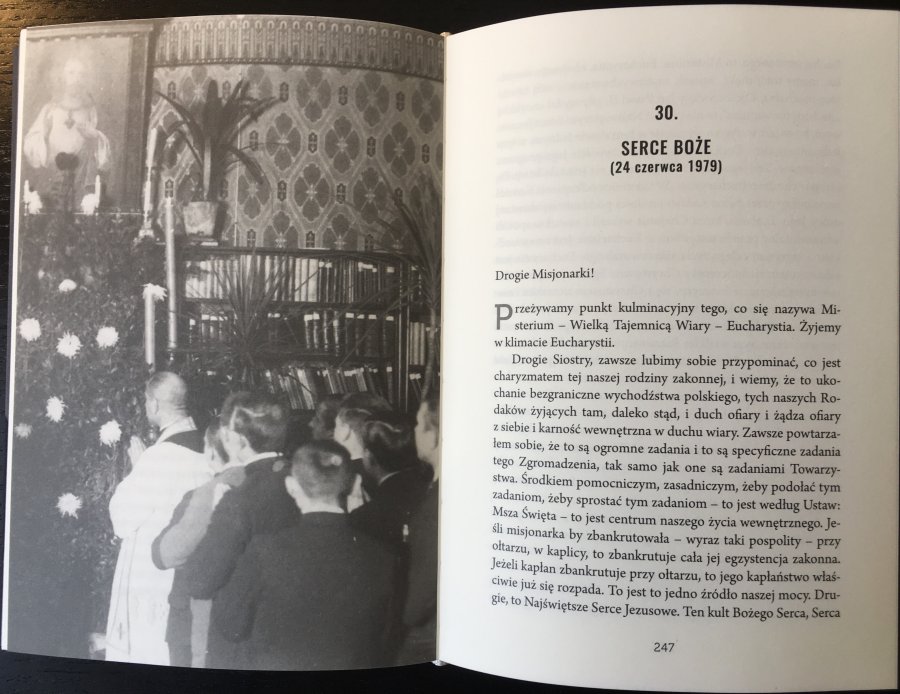 30.
SERCE BOŻE
(24 czerwca 1979)
Drogie Misjonarki!
Przeżywamy punkt kulminacyjny tego, co się nazywa Mi-
sterium – Wielką Tajemnicą Wiary – Eucharystia. Żyjemy
w klimacie Eucharystii.
Drogie Siostry, zawsze lubimy sobie przypominać, co jest
charyzmatem tej naszej rodziny zakonnej, i wiemy, że to uko-
chanie bezgraniczne wychodźstwa polskiego, tych naszych Ro-
daków żyjących tam, daleko stąd, i duch ofiary i żądza ofiary
z siebie i karność wewnętrzna w duchu wiary. Zawsze powtarza-
łem sobie, że to są ogromne zadania i to są specyficzne zadania
tego Zgromadzenia, tak samo jak one są zadaniami Towarzy-
stwa. Środkiem pomocniczym, zasadniczym, żeby podołać tym
zadaniom, żeby sprostać tym zadaniom – to jest według Ustaw:
Msza Święta – to jest centrum naszego życia wewnętrznego. Je-
śli misjonarka by zbankrutowała – wyraz taki pospolity – przy
ołtarzu, w kaplicy, to zbankrutuje cała jej egzystencja zakonna.
Jeżeli kapłan zbankrutuje przy ołtarzu, to jego kapłaństwo właś-
ciwie już się rozpada. To jest to jedno źródło naszej mocy. Dru-
gie, to Najświętsze Serce Jezusowe. Ten kult Bożego Serca, Serca
247